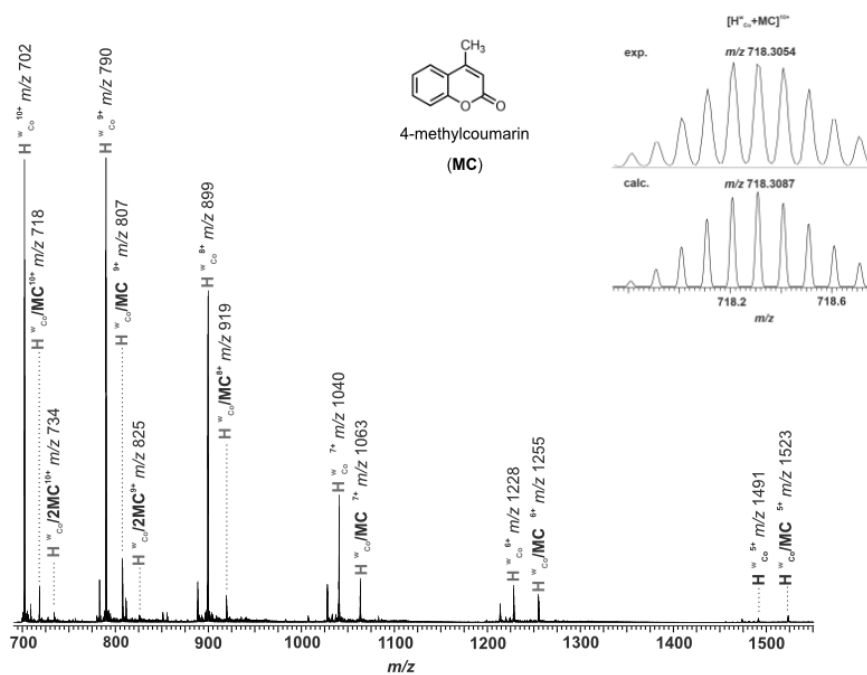 H^w_Co^10+ m/z 702
H^w_Co/MC^10+ m/z 718
H^w_Co/2MC^10+ m/z 734
H^w_Co^9+ m/z 790
H^w_Co/MC^9+ m/z 807
H^w_Co/2MC^9+ m/z 825
H^w_Co^8+ m/z 899
H^w_Co/MC^8+ m/z 919
H^w_Co^7+ m/z 1040
H^w_Co/MC^7+ m/z 1063
H^w_Co^6+ m/z 1228
H^w_Co/MC^6+ m/z 1255
H^w_Co^5+ m/z 1491
H^w_Co/MC^5+ m/z 1523
CH3
O
O
4-methylcoumarin
(MC)
[H^w_Co+MC]^10+
exp.
m/z 718.3054
calc.
m/z 718.3087
718.2
718.6
m/z
700
800
900
1000
1100
1200
1300
1400
1500
m/z